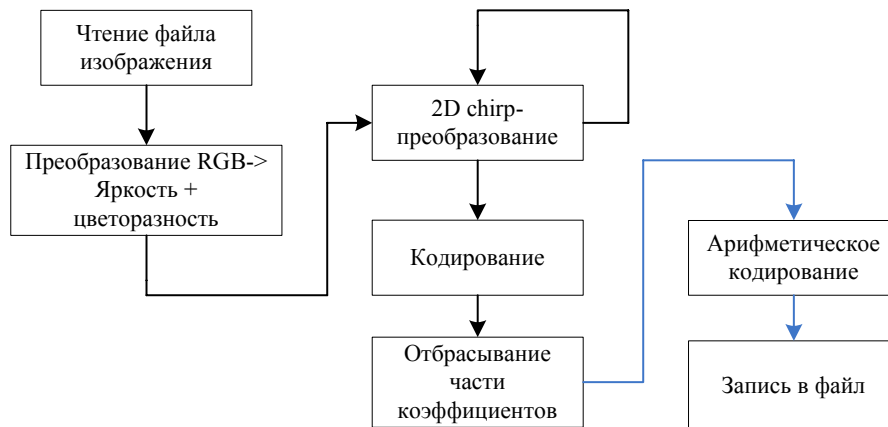 Чтение файла
изображения
Преобразование RGB->
Яркость +
цветоразность
2D chirp-
преобразование
Кодирование
Отбрасывание
части
коэффициентов
Арифметическое
кодирование
Запись в файл